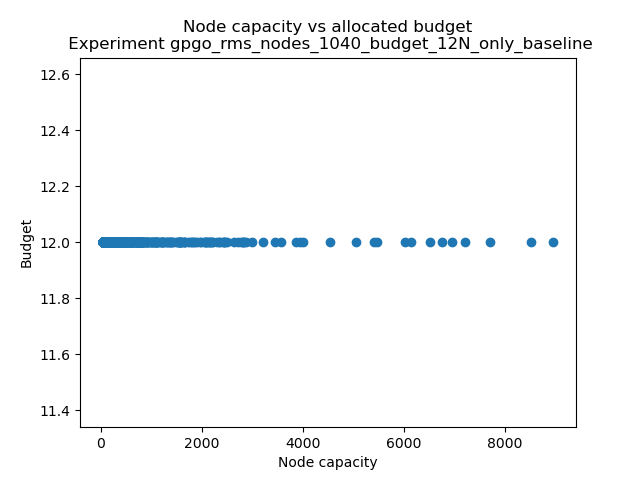 Node capacity vs allocated budget
Experiment gpgo_rms_nodes_1040_budget_12N_only_baseline
12.6
12.4
12.2
12.0
11.8
11.6
11.4
Budget
0 2000 4000 6000 8000
Node capacity